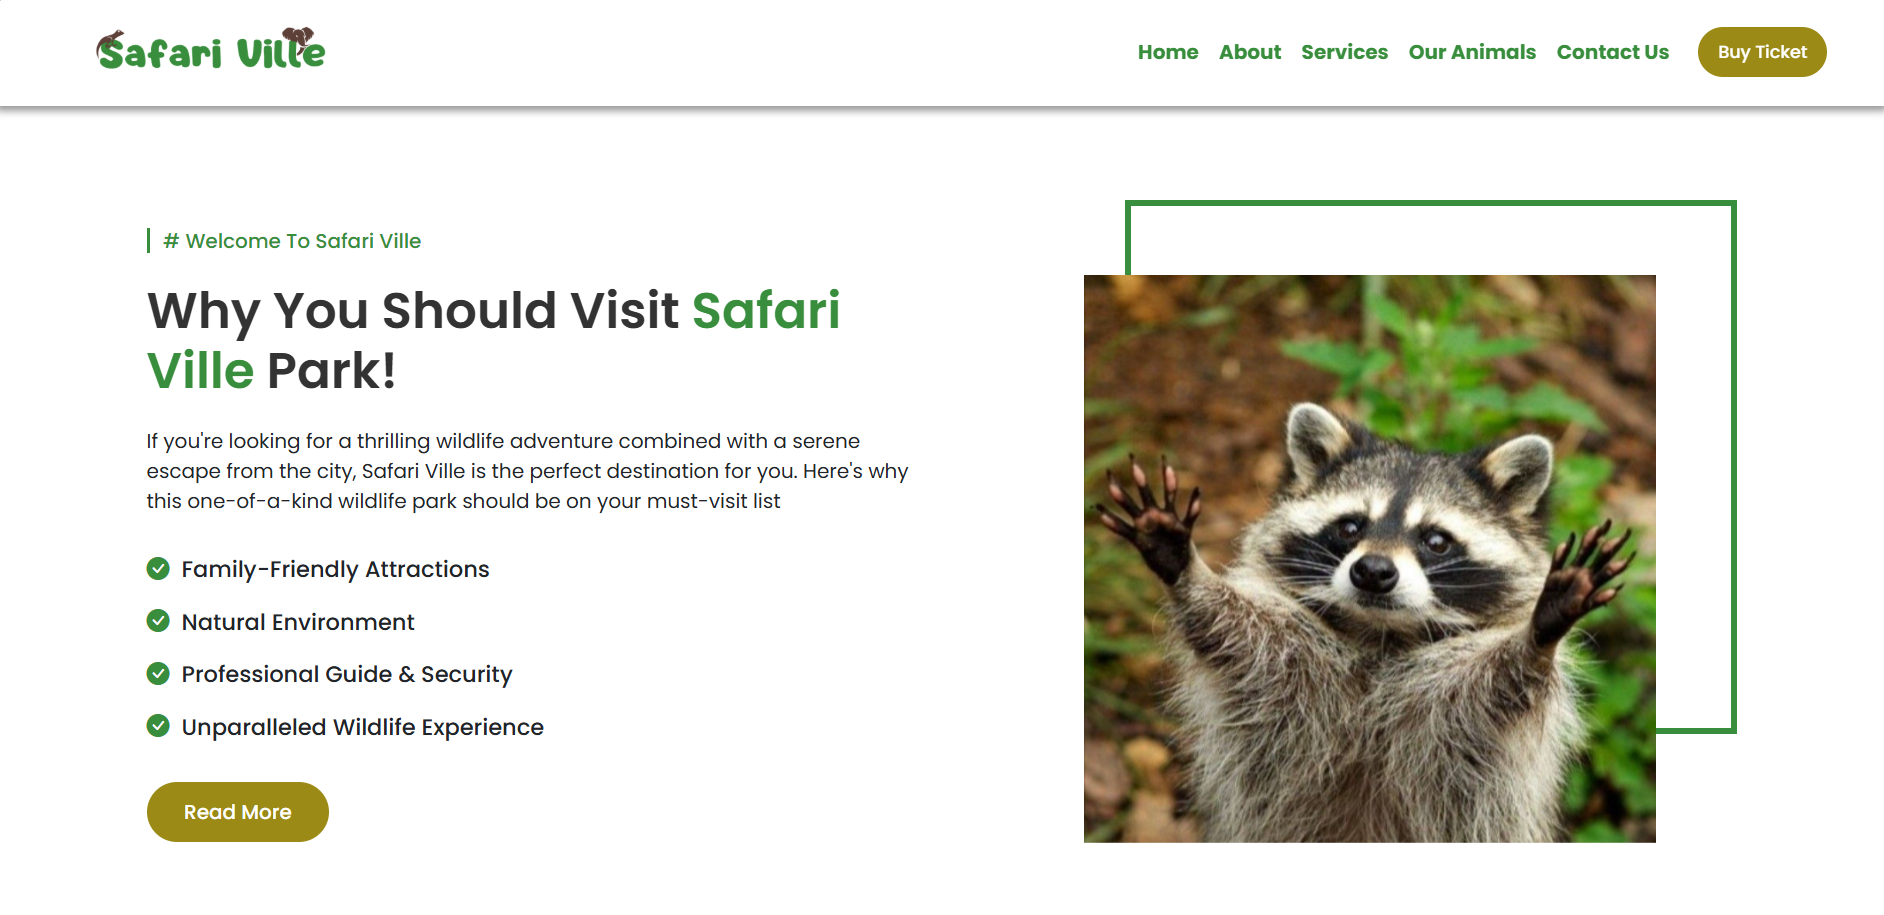 Safari Ville
Home About Services Our Animals Contact Us Buy Ticket
# Welcome To Safari Ville
Why You Should Visit Safari
Ville Park!
If you're looking for a thrilling wildlife adventure combined with a serene
escape from the city, Safari Ville is the perfect destination for you. Here's why
this one-of-a-kind wildlife park should be on your must-visit list
Family-Friendly Attractions
Natural Environment
Professional Guide & Security
Unparalleled Wildlife Experience
Read More